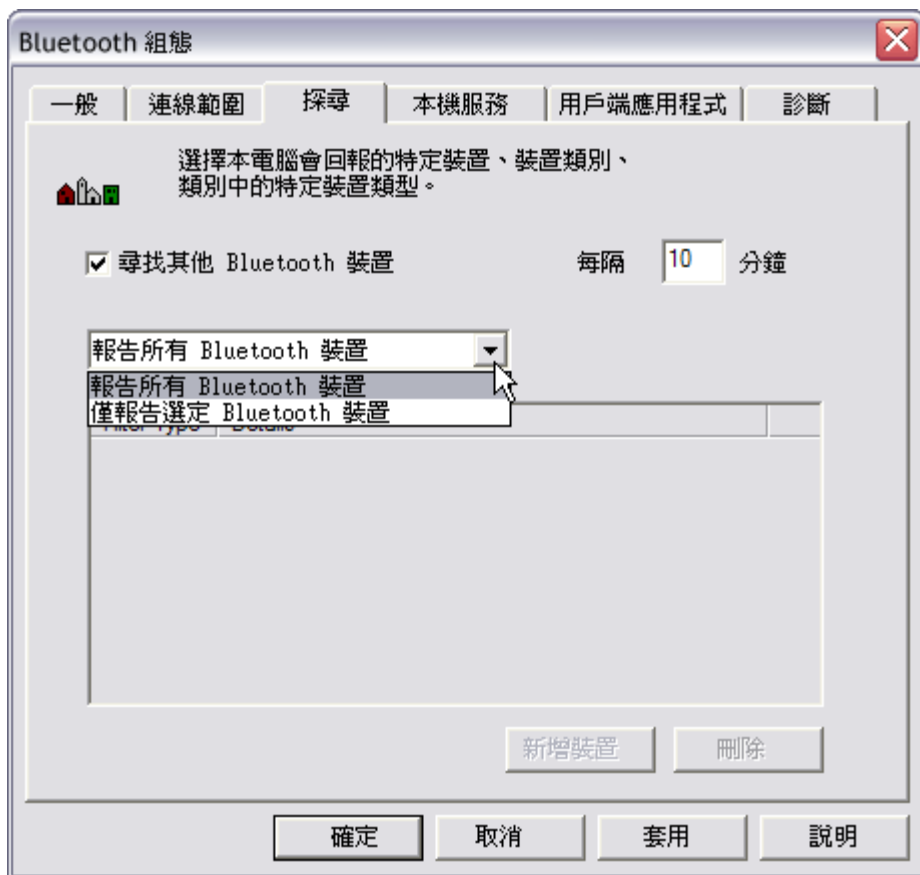 Bluetooth 組態
一般 連線範圍 探尋 本機服務 用戶端應用程式 診斷
選擇本電腦會回報的特定裝置、裝置類別、
類別中的特定裝置類型。
尋找其他 Bluetooth 裝置 每隔 10 分鐘
報告所有 Bluetooth 裝置
報告所有 Bluetooth 裝置
僅報告選定 Bluetooth 裝置
Filter Type Details
新增裝置 刪除
確定 取消 套用 說明